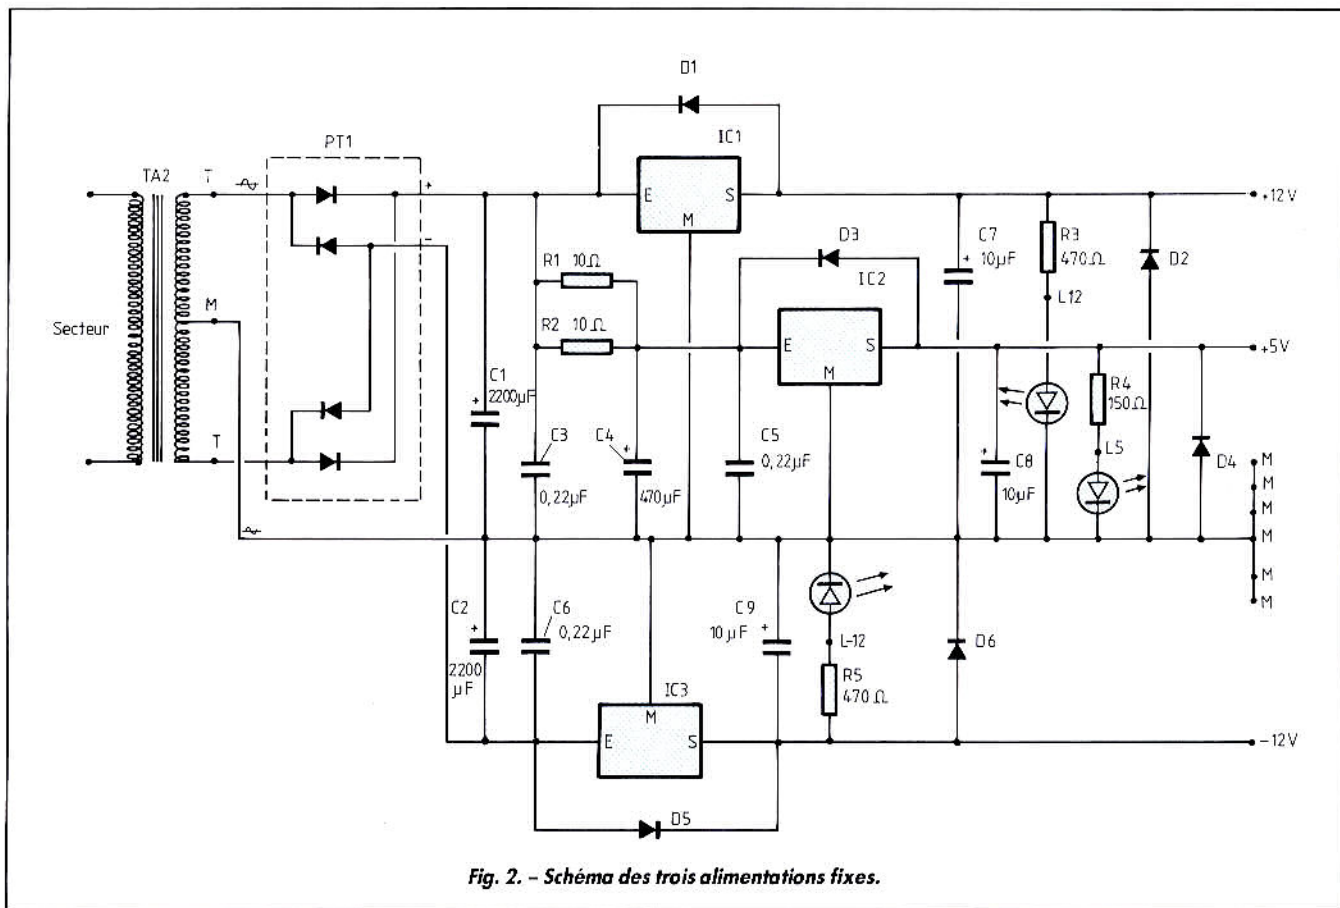 D1
IC1
PT1
TA2
T
+
E
S
M
+12V
-
R1 10Ω
D3
C7
+
10µF
R3
470Ω
D2
IC2
L12
M
R2 10Ω
Secteur
E
S
M
+5V
C1
+
2200µF
R4
150Ω
L5
T
C3
0,22µF
C4
+
470µF
C5
0,22µF
+
C8
10µF
D4
M
M
M
M
M
M
C2
+
2200
µF
C6
0,22µF
C9
+
10µF
L-12
R5
470Ω
D6
IC3
M
E
S
-12V
D5
Fig. 2. – Schéma des trois alimentations fixes.